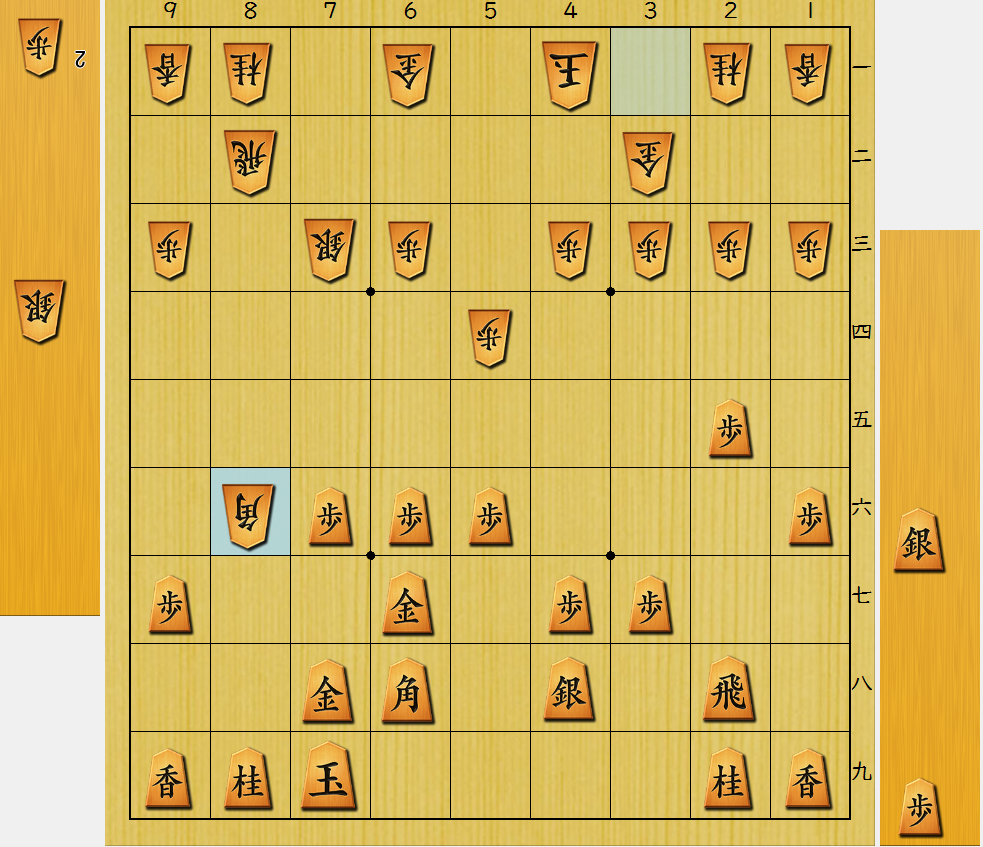 9 8 7 6 5 4 3 2 1
歩 2
香 桂 金 王 桂 香 一
飛 金 二
歩 銀 歩 歩 歩 歩 歩 三
銀
歩 四
歩 五
角 歩 歩 歩 歩 六
銀
歩 金 歩 歩 七
金 角 銀 飛 八
香 桂 玉 桂 香 九
歩